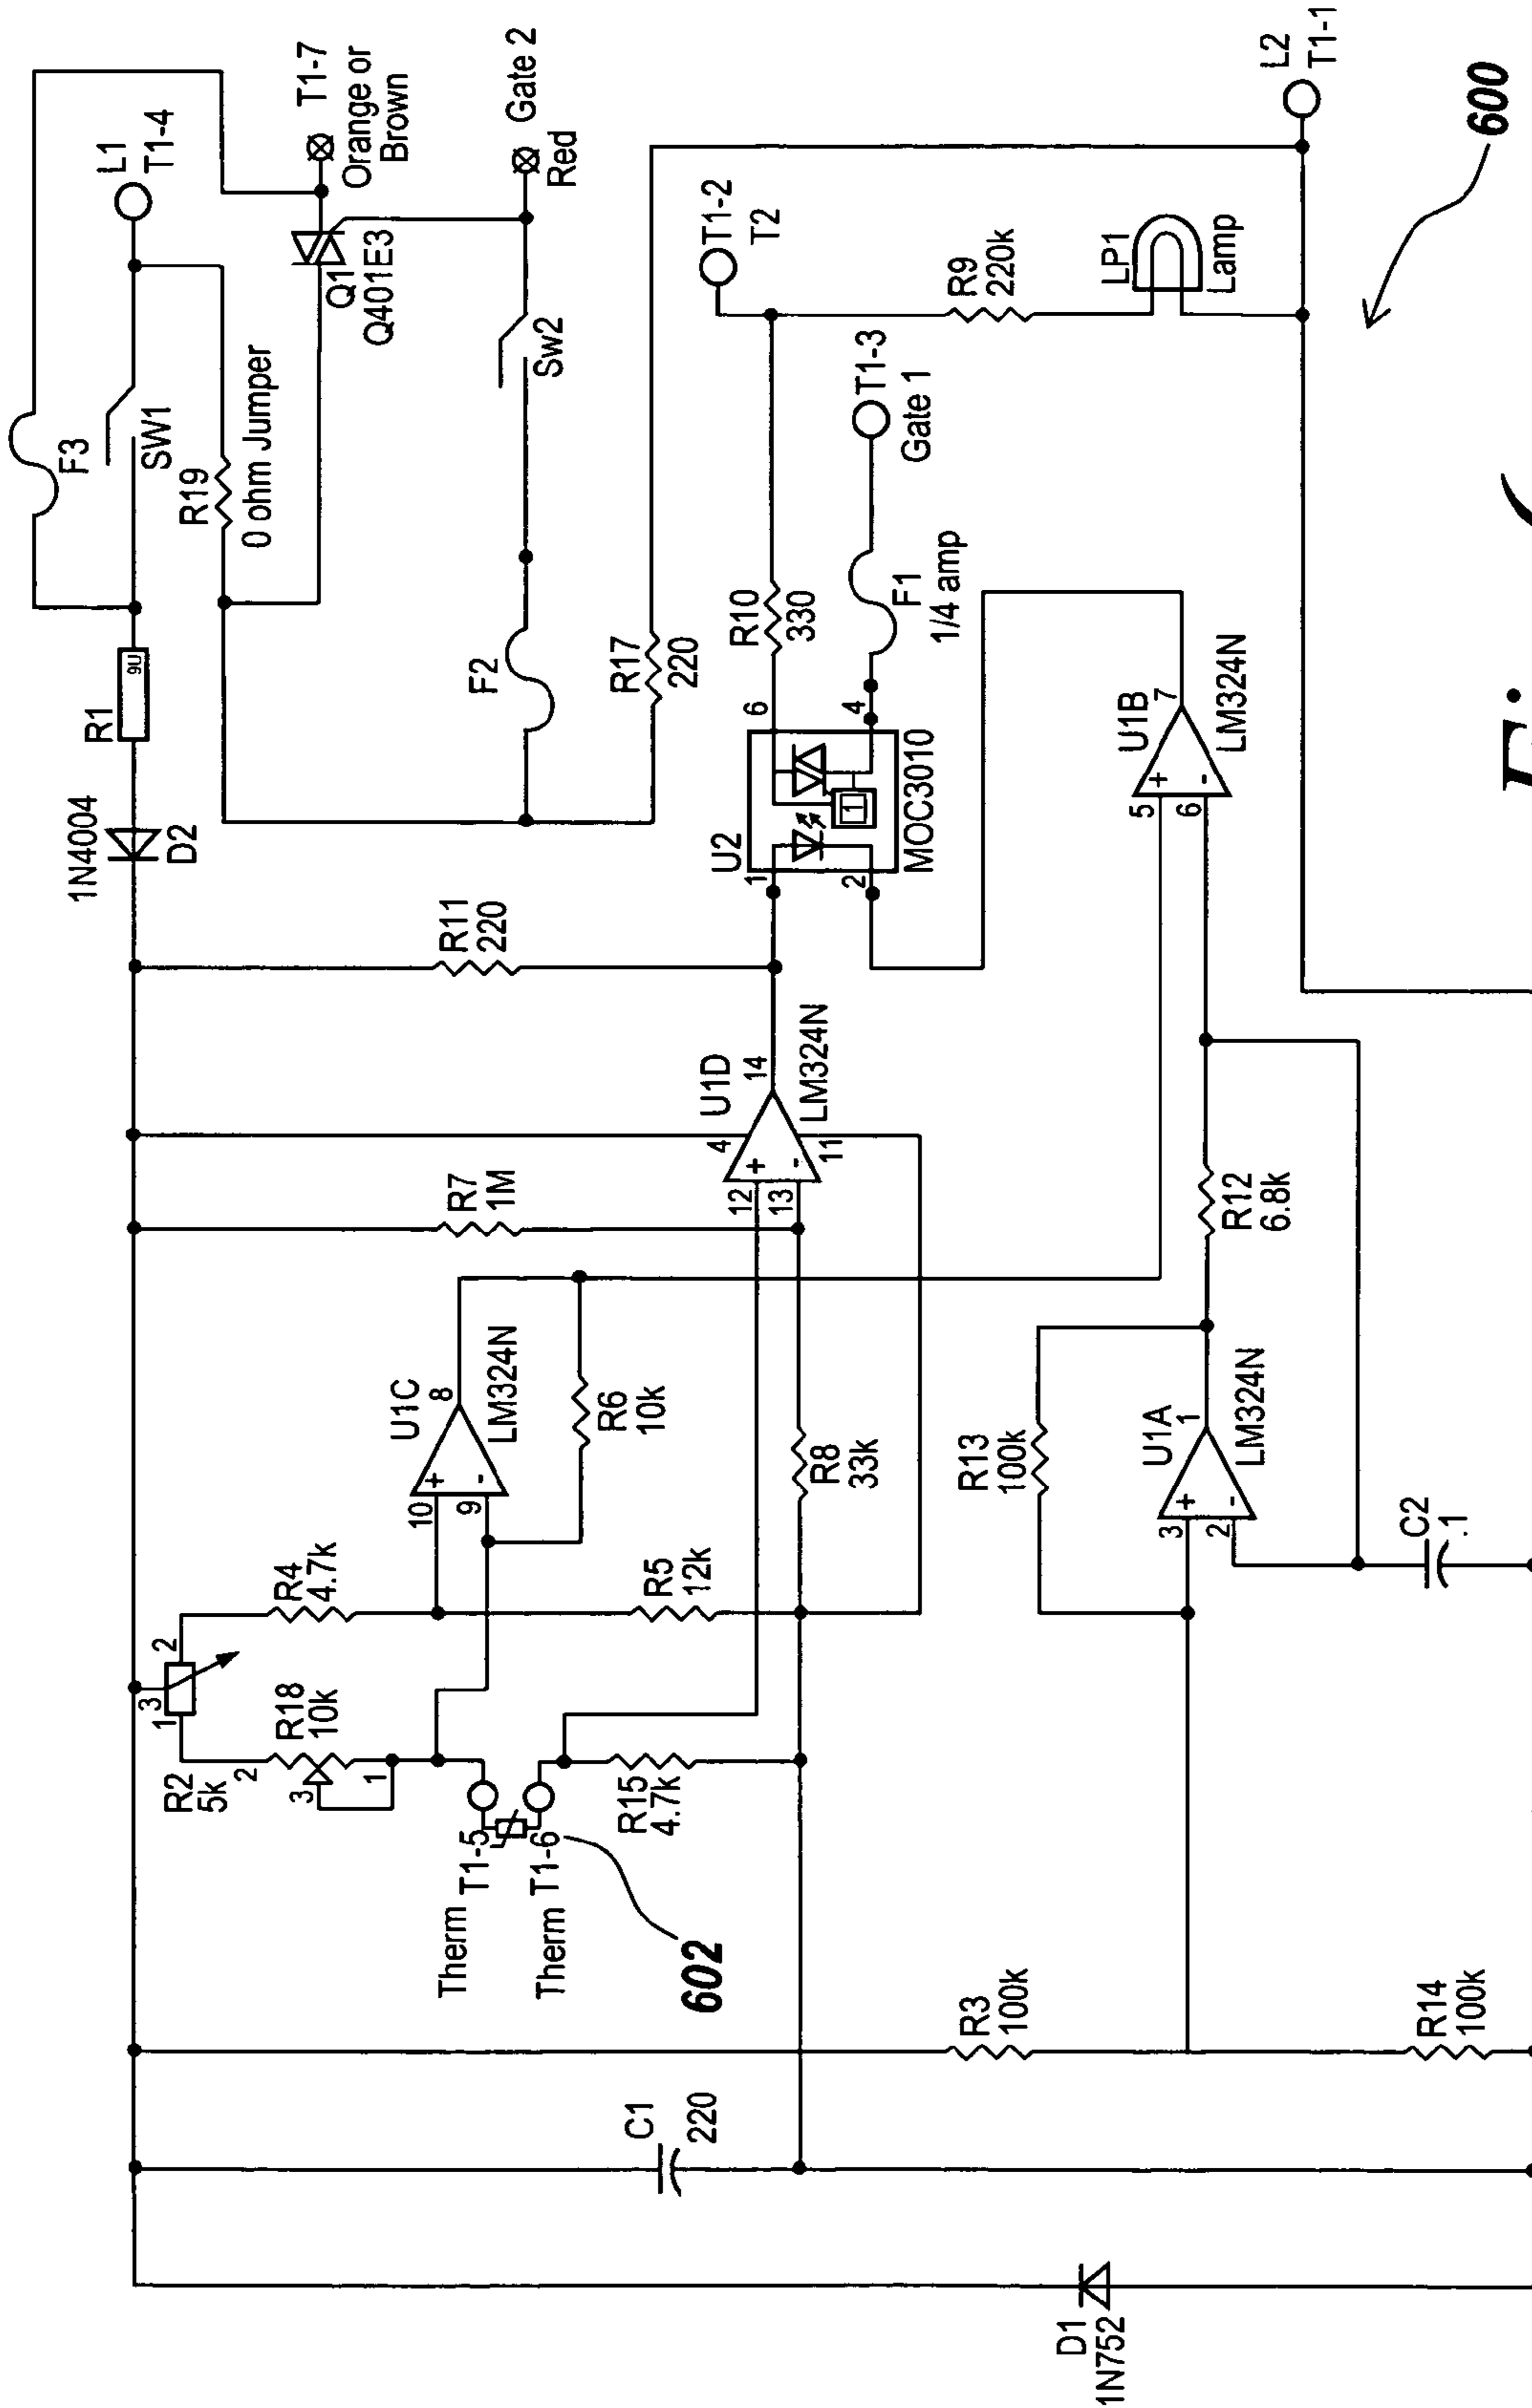 F3
L1
T1-4
T1-7
Orange or
Brown
SW1
R19
0 ohm Jumper
Q1
Q401E3
Gate 2
Red
Sw2
F2
R1
9U
1N4004
D2
R17
220
T1-2
T2
L2
T1-1
R9
220k
LP1
Lamp
T1-3
Gate 1
R10
330
F1
1/4 amp
6
4
U2
1
1
2
MOC3010
R11
220
U1B
5
+
6
-
7
LM324N
U1D
4
12
+
13
-
11
14
LM324N
R7
1M
U1C
10
+
9
-
8
LM324N
R6
10k
R8
33k
R12
6.8k
R13
100k
U1A
3
+
2
-
1
LM324N
C2
.1
R4
4.7k
R5
12k
2
3
1
R2
5k
R18
10k
2
3
1
R15
4.7k
Therm T1-5
Therm T1-6
602
R3
100k
R14
100k
C1
220
D1
1N752
600